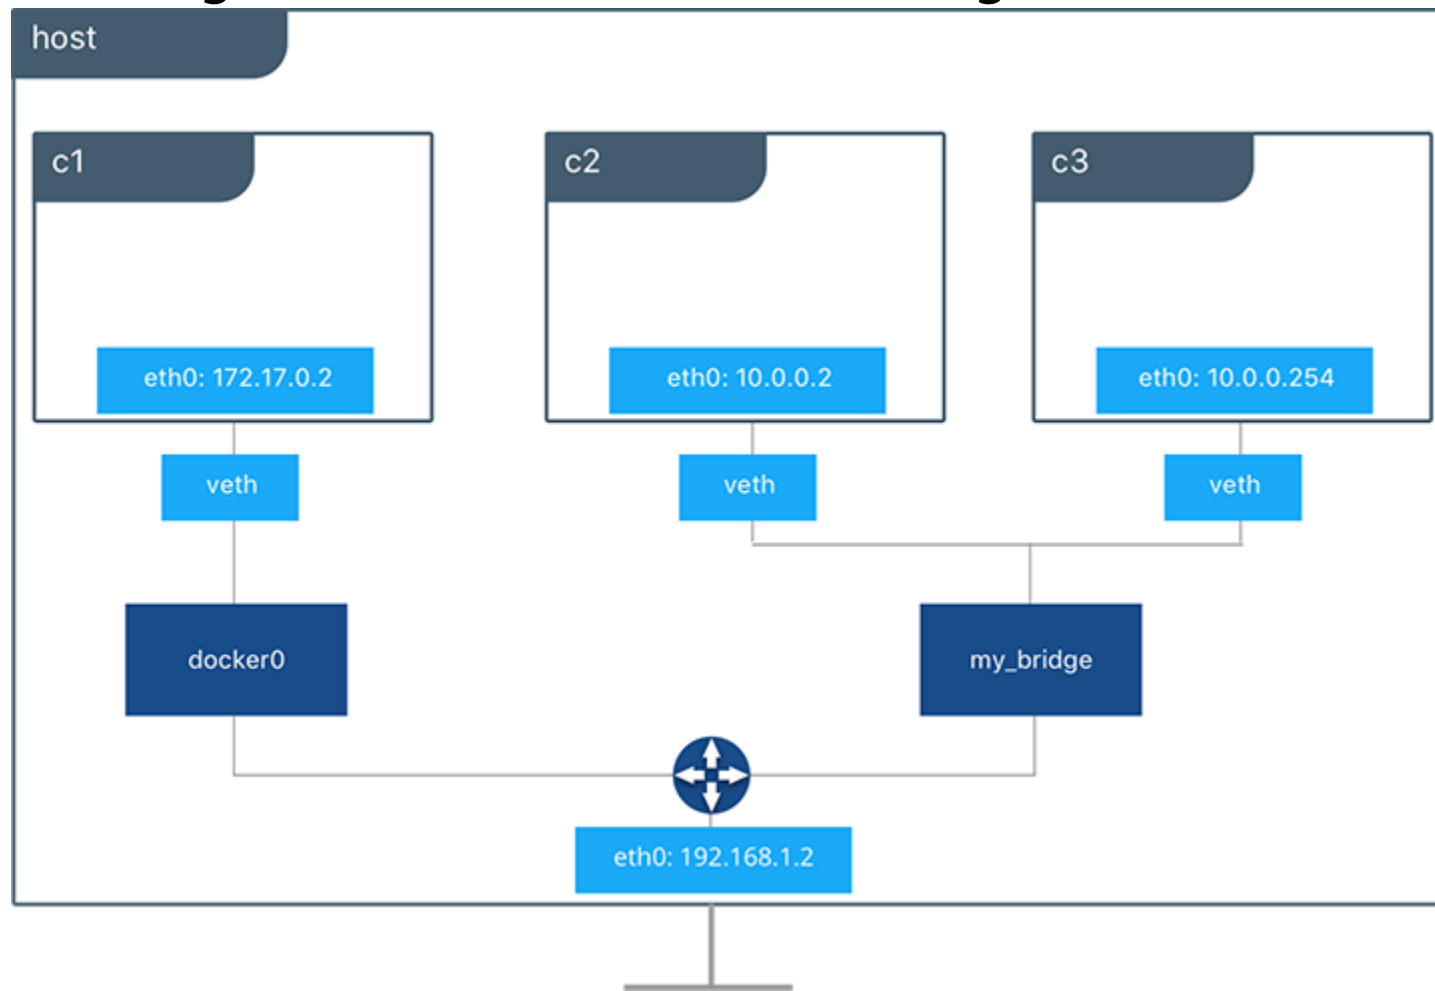 host
c1
c2
c3
eth0: 172.17.0.2
eth0: 10.0.0.2
eth0: 10.0.0.254
veth
veth
veth
docker0
my_bridge
eth0: 192.168.1.2